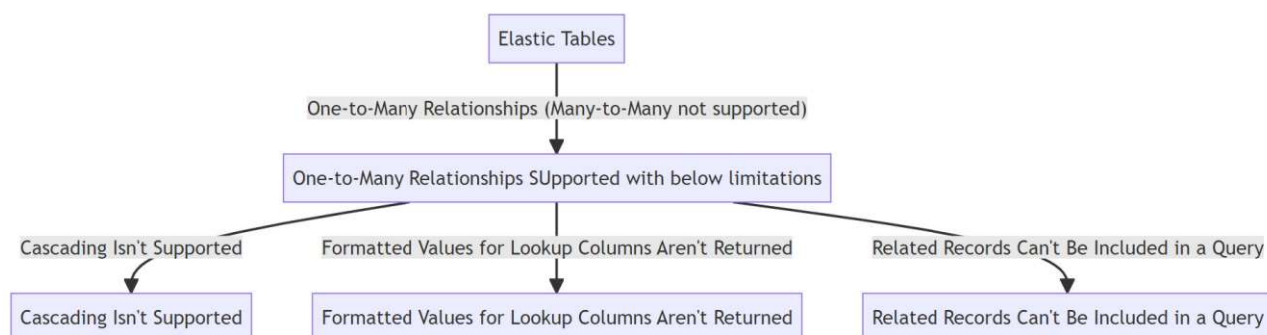 Elastic Tables
One-to-Many Relationships (Many-to-Many not supported)
One-to-Many Relationships SUpported with below limitations
Cascading Isn't Supported
Formatted Values for Lookup Columns Aren't Returned
Related Records Can't Be Included in a Query
Cascading Isn't Supported
Formatted Values for Lookup Columns Aren't Returned
Related Records Can't Be Included in a Query